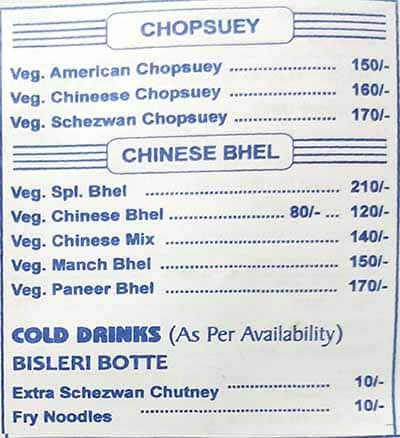 CHOPSUEY
Veg. American Chopsuey .................... 150/-
Veg. Chineese Chopsuey .................... 160/-
Veg. Schezwan Chopsuey .................... 170/-
CHINESE BHEL
Veg. Spl. Bhel .................................... 210/-
Veg. Chinese Bhel ...................... 80/- ... 120/-
Veg. Chinese Mix ................................ 140/-
Veg. Manch Bhel ................................. 150/-
Veg. Paneer Bhel ................................ 170/-
COLD DRINKS (As Per Availability)
BISLERI BOTTE
Extra Schezwan Chutney .................... 10/-
Fry Noodles ........................................ 10/-